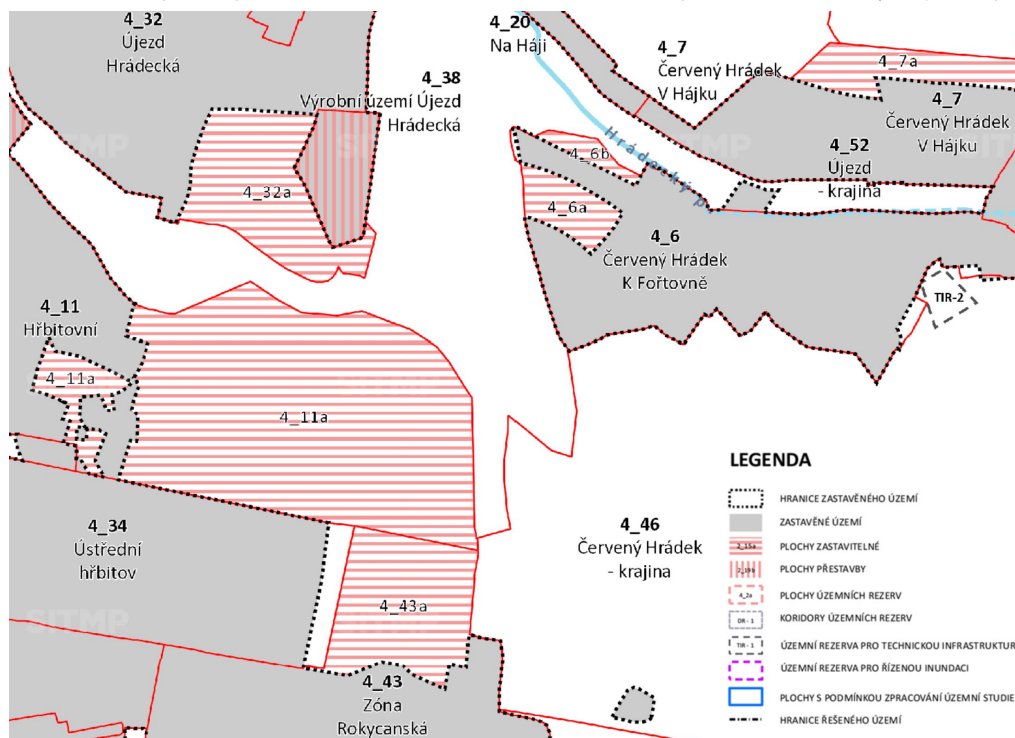 4_32
Újezd
Hrádecká
4_38
Výrobní území Újezd
Hrádecká
4_20
Na Háji
4_7
Červený Hrádek
V Hájku
4_7a
4_7
Červený Hrádek
V Hájku
4_52
Újezd
- krajina
Hrádecký p.
4_6b
4_6a
4_6
Červený Hrádek
K Fořtovně
TIR-2
4_32a
4_11
Hřbitovní
4_11a
4_11a
4_34
Ústřední
hřbitov
4_46
Červený Hrádek
- krajina
4_43a
4_43
Zóna
Rokycanská
SITMP
SITMP
LEGENDA
HRANICE ZASTAVĚNÉHO ÚZEMÍ
ZASTAVĚNÉ ÚZEMÍ
2_15a
PLOCHY ZASTAVITELNÉ
2_19b
PLOCHY PŘESTAVBY
4_2a
PLOCHY ÚZEMNÍCH REZERV
DR - 1
KORIDORY ÚZEMNÍCH REZERV
TIR - 1
ÚZEMNÍ REZERVA PRO TECHNICKOU INFRASTRUKTUR
ÚZEMNÍ REZERVA PRO ŘÍZENOU INUNDACI
PLOCHY S PODMÍNKOU ZPRACOVÁNÍ ÚZEMNÍ STUDIE
HRANICE ŘEŠENÉHO ÚZEMÍ